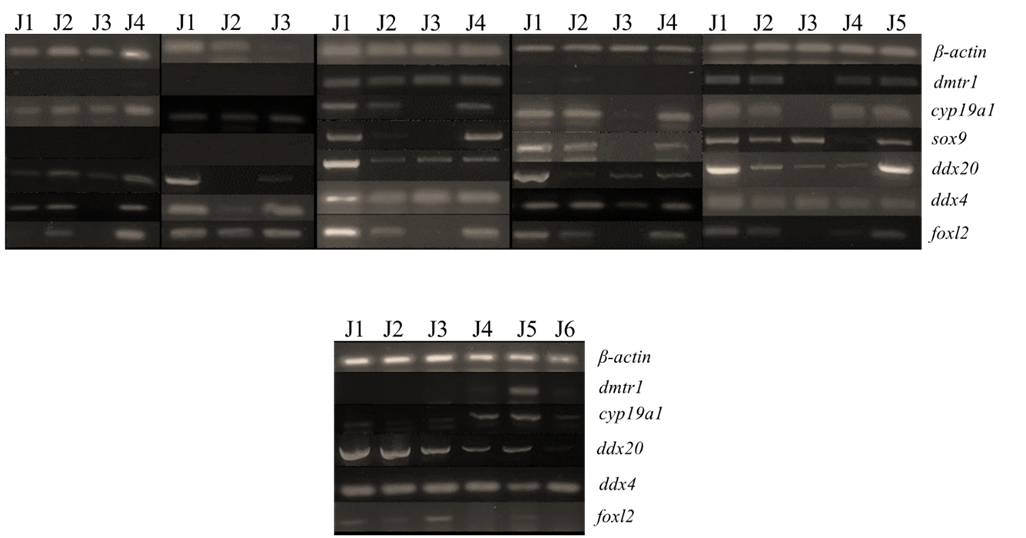 J1 J2 J3 J4 J1 J2 J3 J1 J2 J3 J4 J1 J2 J3 J4 J1 J2 J3 J4 J5
β-actin
dmtr1
cyp19a1
sox9
ddx20
ddx4
foxl2
J1 J2 J3 J4 J5 J6
β-actin
dmtr1
cyp19a1
ddx20
ddx4
foxl2